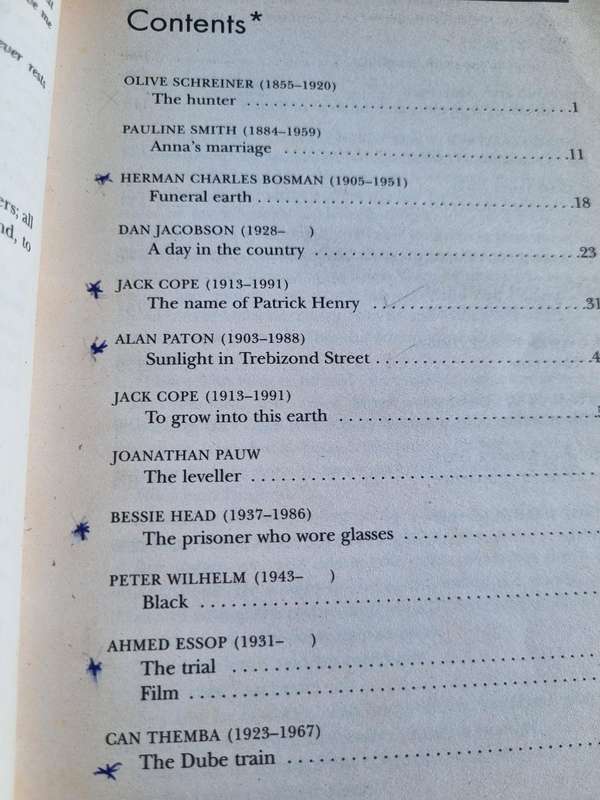 Contents*
OLIVE SCHREINER (1855–1920)
The hunter ........................................1
PAULINE SMITH (1884–1959)
Anna's marriage ...................................11
HERMAN CHARLES BOSMAN (1905–1951)
Funeral earth .....................................18
DAN JACOBSON (1928– )
A day in the country ..............................23
JACK COPE (1913–1991)
The name of Patrick Henry .........................31
ALAN PATON (1903–1988)
Sunlight in Trebizond Street ......................4
JACK COPE (1913–1991)
To grow into this earth ...........................
JOANATHAN PAUW
The leveller ......................................
BESSIE HEAD (1937–1986)
The prisoner who wore glasses .....................
PETER WILHELM (1943– )
Black .............................................
AHMED ESSOP (1931– )
The trial .........................................
Film ..............................................
CAN THEMBA (1923–1967)
The Dube train ....................................